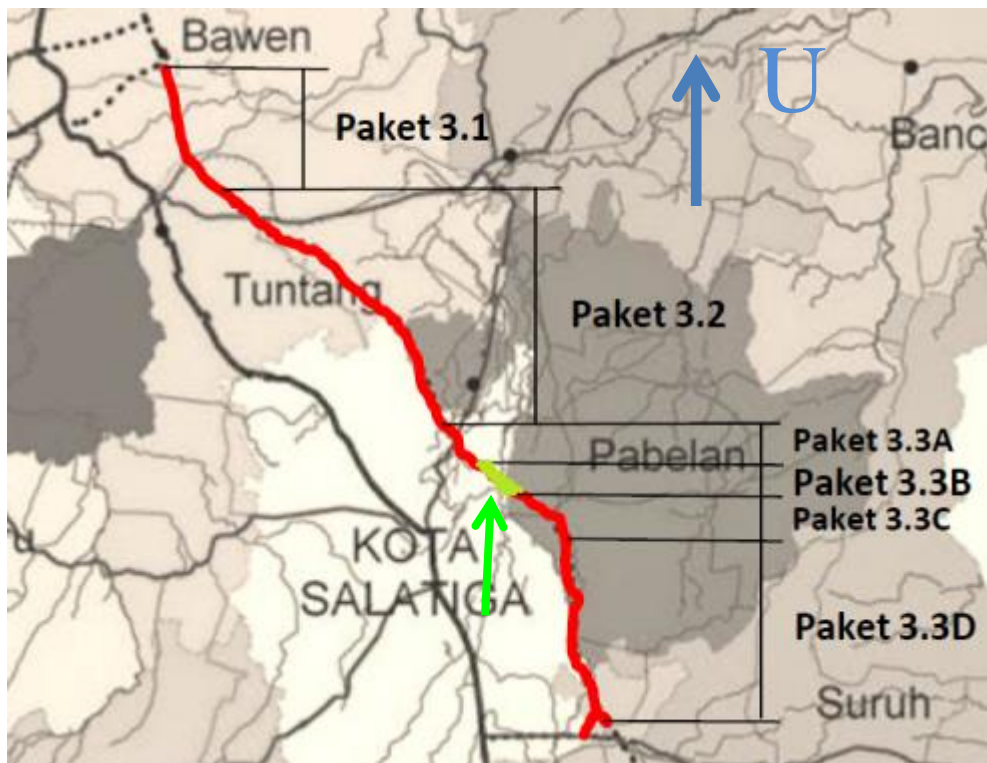 Bawen
U
Paket 3.1
Banc
Tuntang
Paket 3.2
Paket 3.3A
Pabelan
Paket 3.3B
Paket 3.3C
u
KOTA
SALATIGA
Paket 3.3D
Suruh